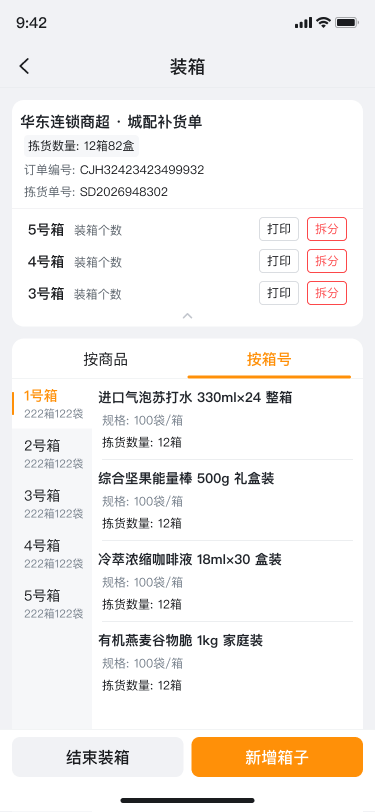 9:42
装箱
华东连锁商超 · 城配补货单
拣货数量: 12箱82盒
订单编号: CJH32423423499932
拣货单号: SD2026948302
5号箱 装箱个数 打印 拆分
4号箱 装箱个数 打印 拆分
3号箱 装箱个数 打印 拆分
按商品 按箱号
1号箱
222箱122袋
2号箱
222箱122袋
3号箱
222箱122袋
4号箱
222箱122袋
5号箱
222箱122袋
进口气泡苏打水 330ml×24 整箱
规格: 100袋/箱
拣货数量: 12箱
综合坚果能量棒 500g 礼盒装
规格: 100袋/箱
拣货数量: 12箱
冷萃浓缩咖啡液 18ml×30 盒装
规格: 100袋/箱
拣货数量: 12箱
有机燕麦谷物脆 1kg 家庭装
规格: 100袋/箱
拣货数量: 12箱
结束装箱 新增箱子